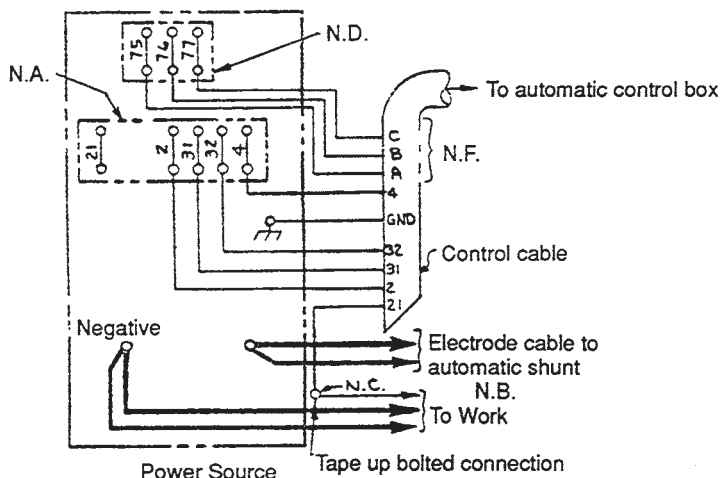 N.D.
75 76 77
N.A.
To automatic control box
C
B
N.F.
A
21 2 31 32 4
4
GND
32
Control cable
31
2
21
Negative
Electrode cable to
automatic shunt
N.C.
N.B.
To Work
Tape up bolted connection
Power Source